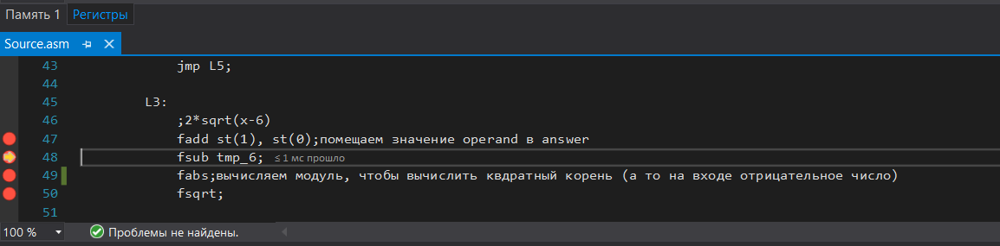 Память 1 Регистры
Source.asm
43 jmp L5;
44
45 L3:
46 ;2*sqrt(x-6)
47 fadd st(1), st(0);помещаем значение operand в answer
48 fsub tmp_6; ≤ 1 мс прошло
49 fabs;вычисляем модуль, чтобы вычислить квдратный корень (а то на входе отрицательное число)
50 fsqrt;
51
100 % Проблемы не найдены.